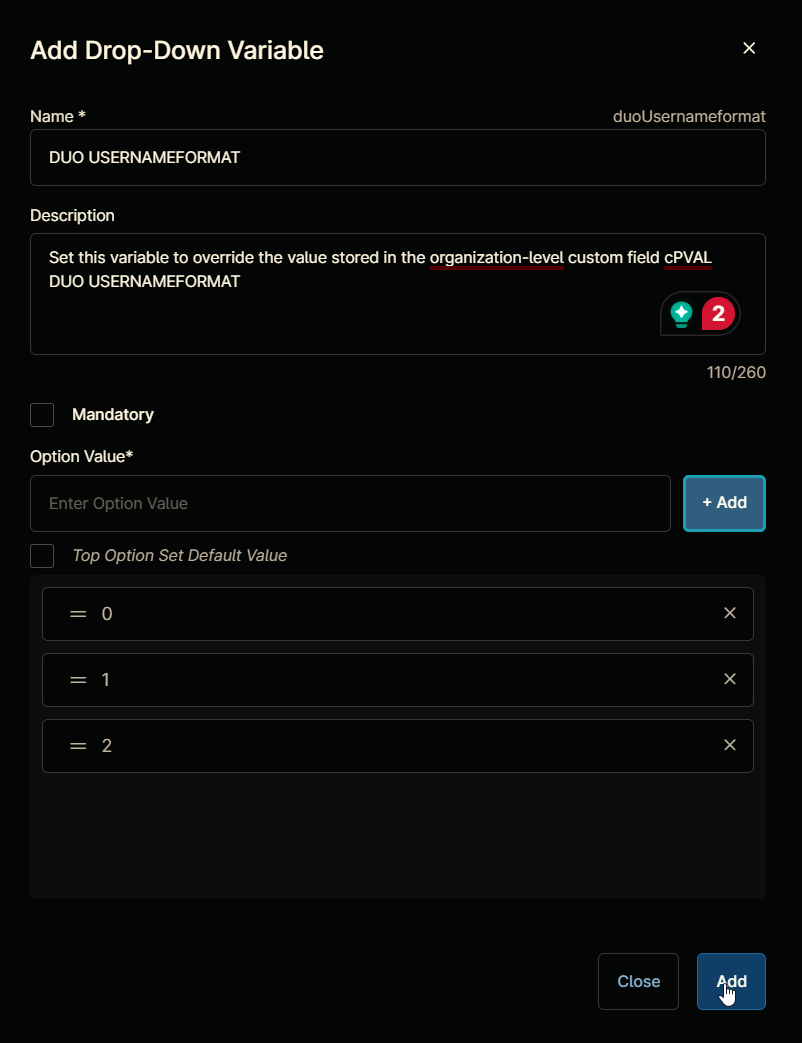 Add Drop-Down Variable
Name * duoUsernameformat
DUO USERNAMEFORMAT
Description
Set this variable to override the value stored in the organization-level custom field cPVAL
DUO USERNAMEFORMAT
2
110/260
Mandatory
Option Value*
Enter Option Value
+ Add
Top Option Set Default Value
0
1
2
Close
Add